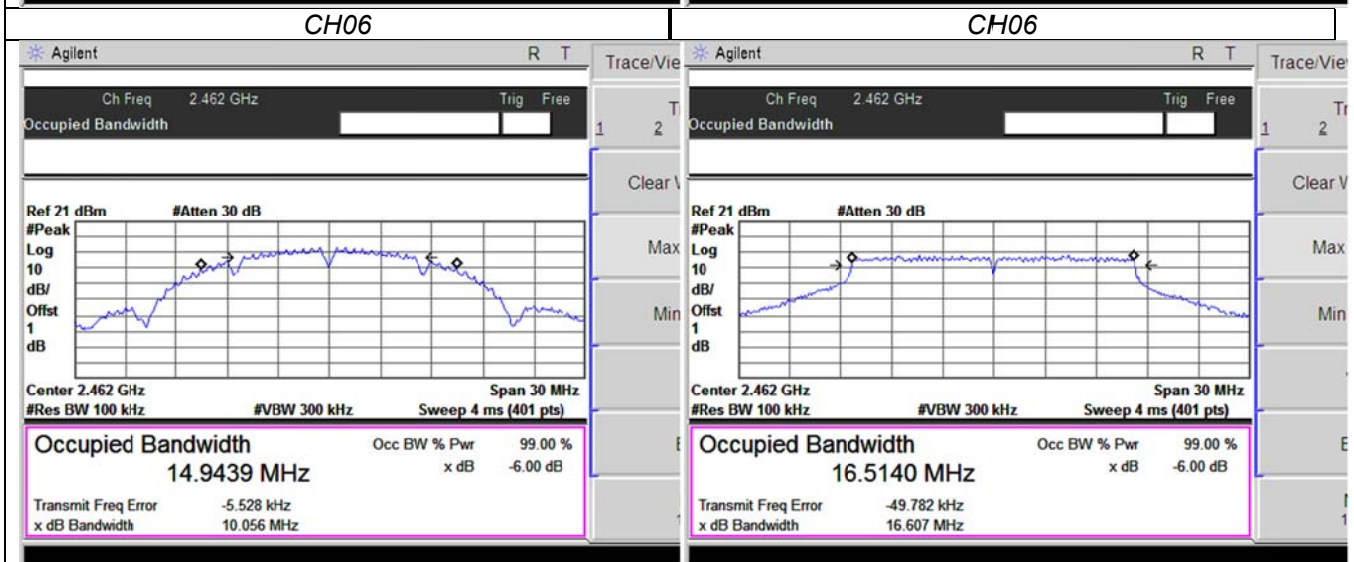 CH06
CH06
Agilent R T
Trace/Vie
Ch Freq 2.462 GHz Trig Free
Occupied Bandwidth
1 2
Clear
Ref 21 dBm #Atten 30 dB
#Peak
Log
10
dB/
Offst
1
dB
Max
Min
Center 2.462 GHz Span 30 MHz
#Res BW 100 kHz #VBW 300 kHz Sweep 4 ms (401 pts)
Occupied Bandwidth Occ BW % Pwr 99.00 %
14.9439 MHz x dB -6.00 dB
Transmit Freq Error -5.528 kHz
x dB Bandwidth 10.056 MHz
Agilent R T
Trace/Vie
Ch Freq 2.462 GHz Trig Free
Occupied Bandwidth
1 2
Clear
Ref 21 dBm #Atten 30 dB
#Peak
Log
10
dB/
Offst
1
dB
Max
Min
Center 2.462 GHz Span 30 MHz
#Res BW 100 kHz #VBW 300 kHz Sweep 4 ms (401 pts)
Occupied Bandwidth Occ BW % Pwr 99.00 %
16.5140 MHz x dB -6.00 dB
Transmit Freq Error -49.782 kHz
x dB Bandwidth 16.607 MHz